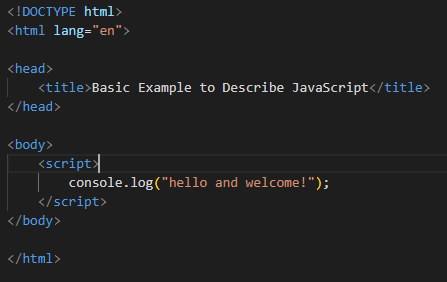 <!DOCTYPE html>
<html lang="en">
<head>
<title>Basic Example to Describe JavaScript</title>
</head>
<body>
<script>
console.log("hello and welcome!");
</script>
</body>
</html>